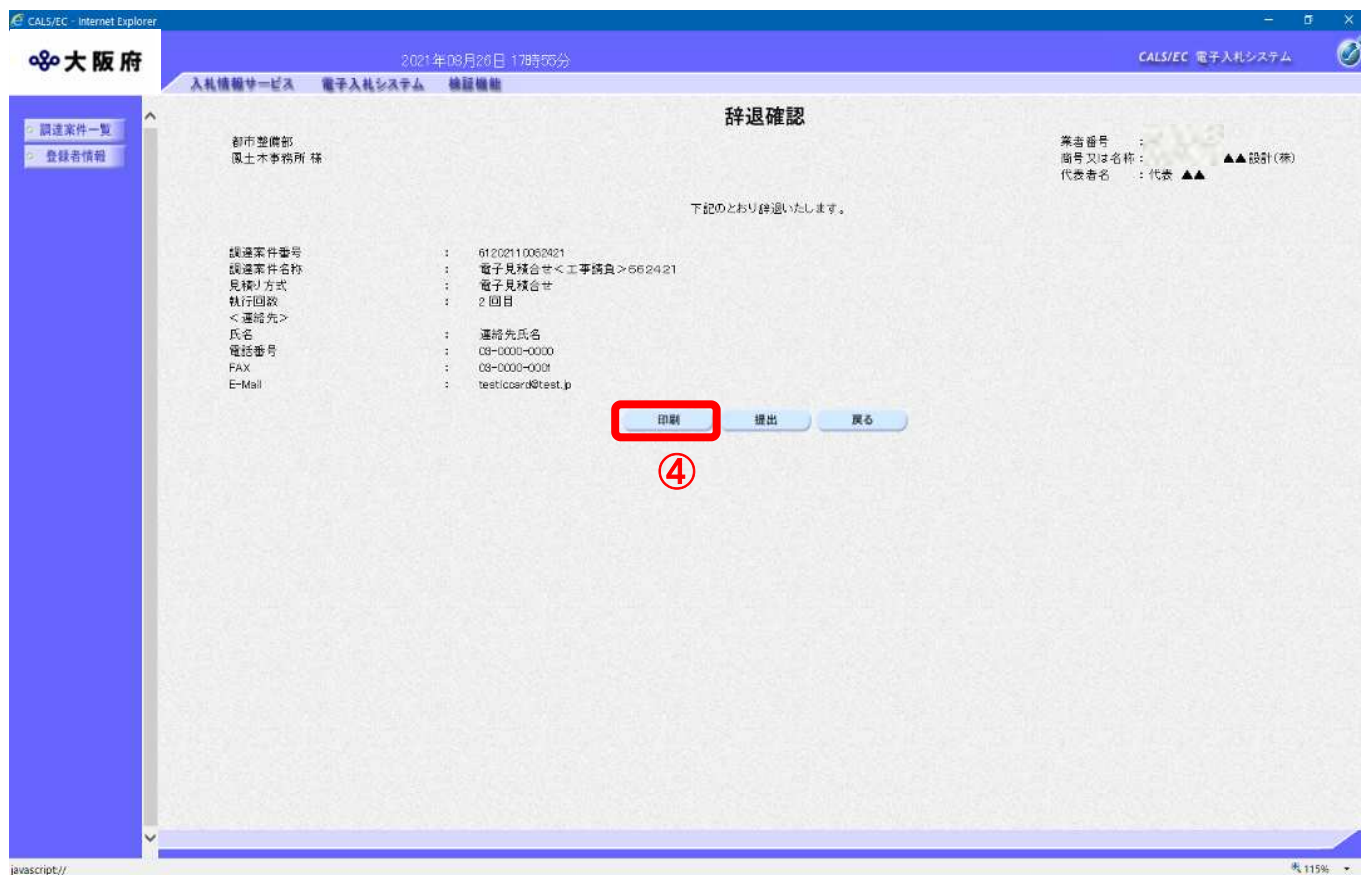 CALS/EC - Internet Explorer
大阪府
2021年08月20日 17時55分
CALS/EC 電子入札システム
入札情報サービス 電子入札システム 検証機能
調達案件一覧
登録者情報
辞退確認
都市整備部
鳳土木事務所 様
業者番号 :
商号又は名称 : ▲▲設計(株)
代表者名 : 代表 ▲▲
下記のとおり辞退いたします。
調達案件番号 : 61202110052421
調達案件名称 : 電子見積合せ<工事請負>562421
見積り方式 : 電子見積合せ
執行回数 : 2回目
<連絡先>
氏名 : 連絡先氏名
電話番号 : 03-0000-0000
FAX : 03-0000-0001
E-Mail : testiccard@test.jp
印刷 提出 戻る
④
javascript://
115%